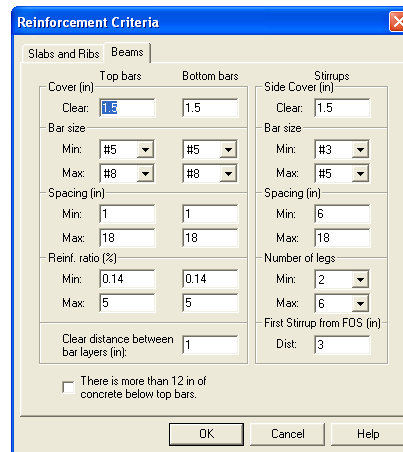 Reinforcement Criteria
Slabs and Ribs Beams
Top bars Bottom bars Stirrups
Cover (in) Side Cover (in)
Clear: 1.5 1.5 Clear: 1.5
Bar size Bar size
Min: #5 #5 Min: #3
Max: #8 #8 Max: #5
Spacing (in) Spacing (in)
Min: 1 1 Min: 6
Max: 18 18 Max: 18
Reinf. ratio (%) Number of legs
Min: 0.14 0.14 Min: 2
Max: 5 5 Max: 6
First Stirrup from FOS (in)
Clear distance between
bar layers (in): 1 Dist: 3
There is more than 12 in of
concrete below top bars.
OK Cancel Help